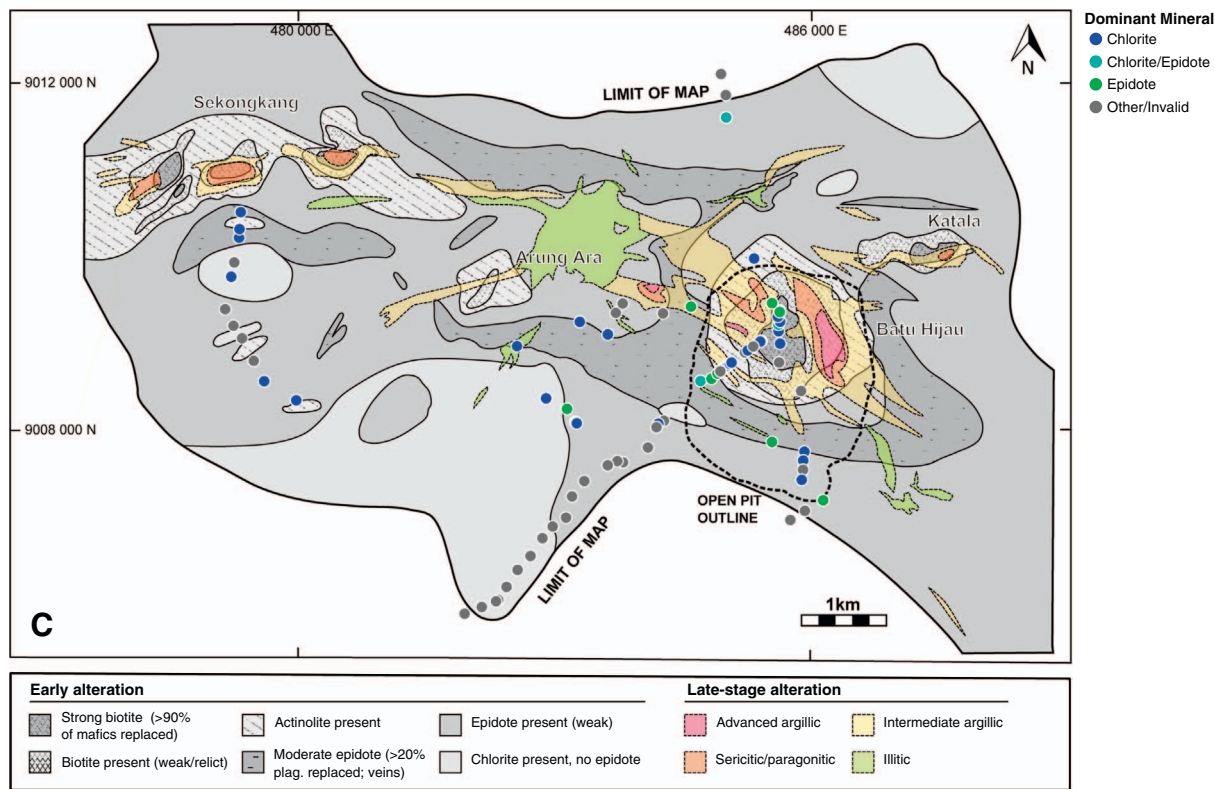 480 000 E
486 000 E
Dominant Mineral
Chlorite
Chlorite/Epidote
Epidote
Other/Invalid
N
9012 000 N
LIMIT OF MAP
Sekongkang
Katala
Arung Ara
Batu Hijau
9008 000 N
OPEN PIT
OUTLINE
LIMIT OF MAP
1km
C
Early alteration
Strong biotite (>90%
of mafics replaced)
Biotite present (weak/relict)
Actinolite present
Moderate epidote (>20%
plag. replaced; veins)
Epidote present (weak)
Chlorite present, no epidote
Late-stage alteration
Advanced argillic
Sericitic/paragonitic
Intermediate argillic
Illitic